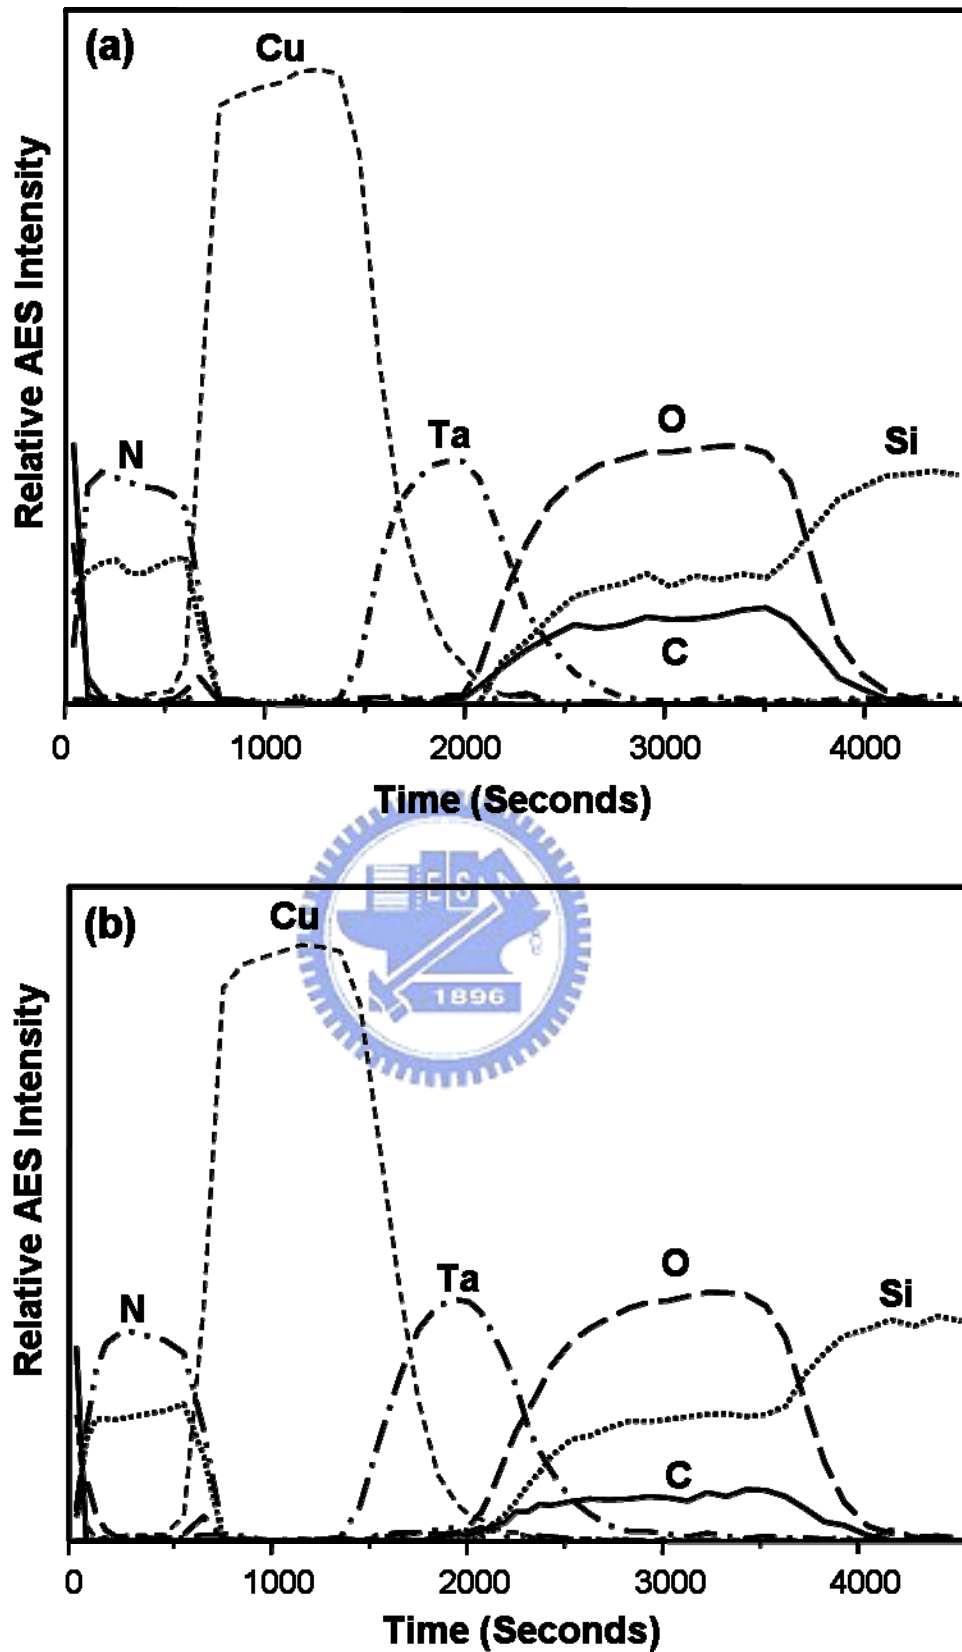 (a)
Cu
N
Ta
O
Si
C
Relative AES Intensity
0 1000 2000 3000 4000
Time (Seconds)
ES
1896
(b)
Cu
N
Ta
O
Si
C
Relative AES Intensity
0 1000 2000 3000 4000
Time (Seconds)